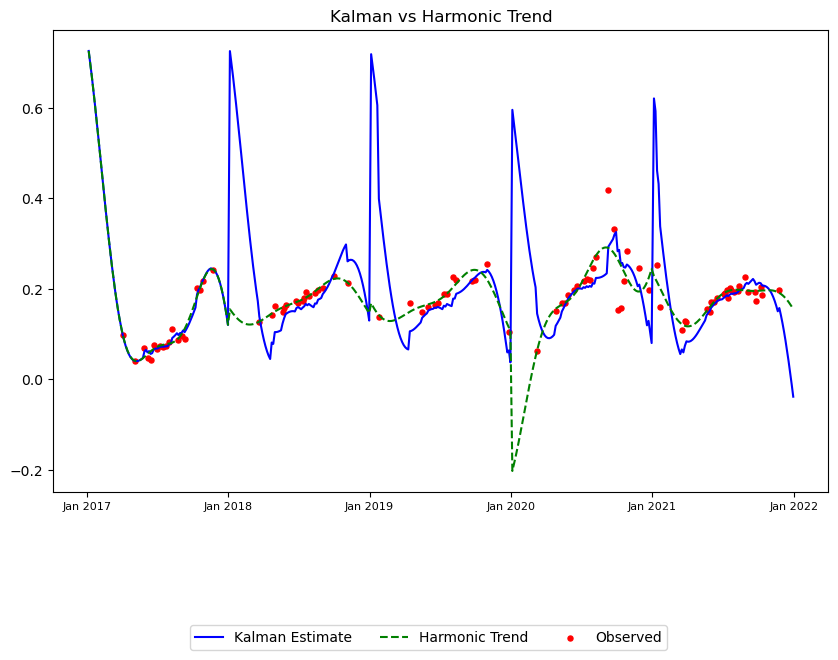 Kalman vs Harmonic Trend
0.6
0.4
0.2
0.0
−0.2
Jan 2017 Jan 2018 Jan 2019 Jan 2020 Jan 2021 Jan 2022
Kalman Estimate Harmonic Trend Observed